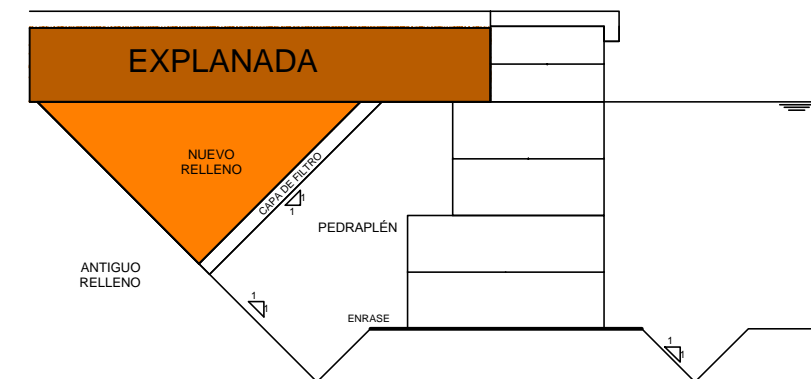 EXPLANADA
NUEVO
RELLENO
CAPA DE FILTRO
1
1
PEDRAPLÉN
ANTIGUO
RELLENO
1
1
ENRASE
1
1